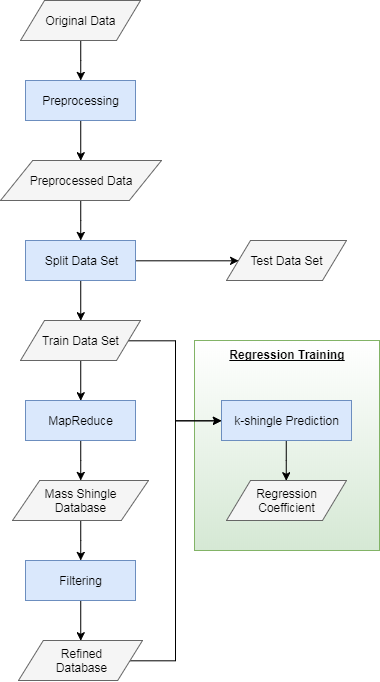 Original Data
Preprocessing
Preprocessed Data
Split Data Set
Test Data Set
Train Data Set
Regression Training
MapReduce
k-shingle Prediction
Mass Shingle
Database
Regression
Coefficient
Filtering
Refined
Database